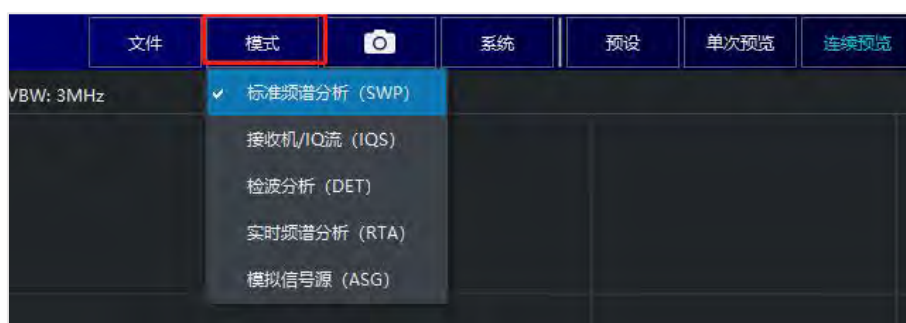 文件 模式 系统 预设 单次预览 连续预览
VBW: 3MHz
标准频谱分析 (SWP)
接收机/IQ流 (IQS)
检波分析 (DET)
实时频谱分析 (RTA)
模拟信号源 (ASG)